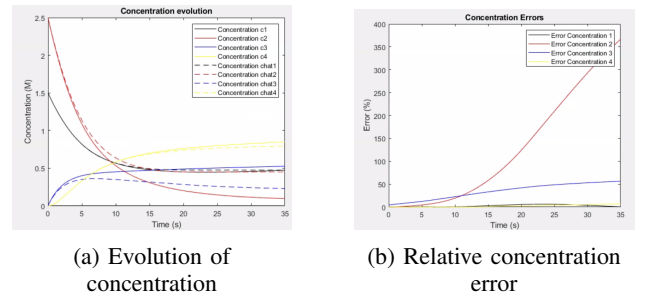 Concentration evolution
2.5
2
1.5
1
0.5
0
0 5 10 15 20 25 30 35
Concentration (M)
Time (s)
Concentration c1
Concentration c2
Concentration c3
Concentration c4
Concentration chat1
Concentration chat2
Concentration chat3
Concentration chat4
(a) Evolution of
concentration
Concentration Errors
400
350
300
250
200
150
100
50
0
0 5 10 15 20 25 30 35
Error (%)
Time (s)
Error Concentration 1
Error Concentration 2
Error Concentration 3
Error Concentration 4
(b) Relative concentration
error